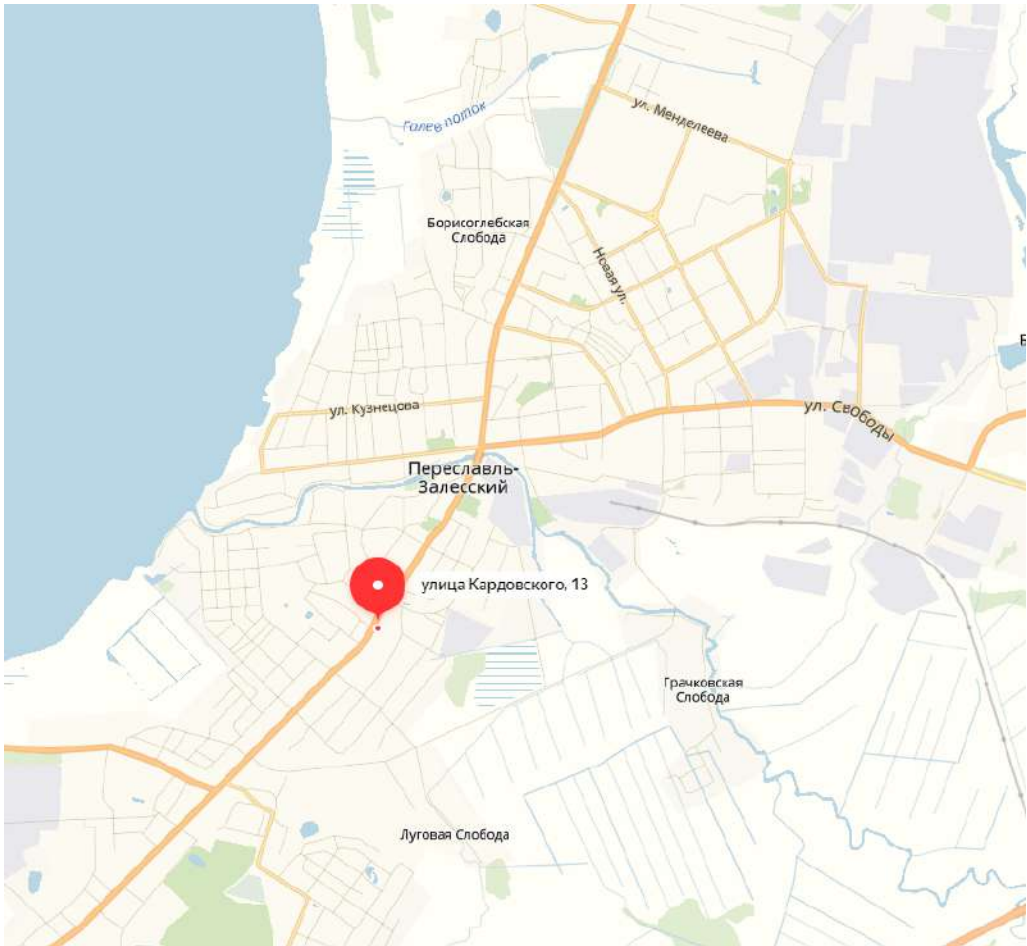 ул. Менделеева
Галев поток
Борисоглебская
Слобода
Новая ул.
ул. Кузнецова
ул. Свободы
Переславль-
Залесский
улица Кардовского, 13
Грачковская
Слобода
Луговая Слобода